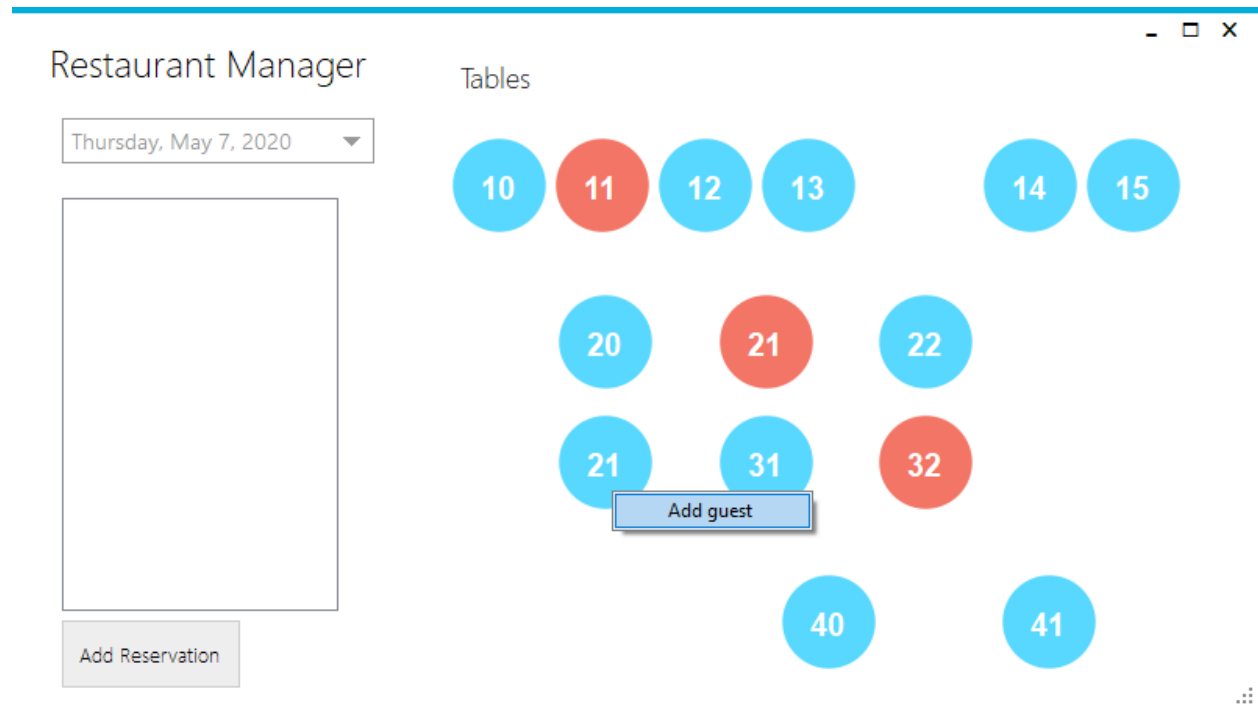 Restaurant Manager
Thursday, May 7, 2020
Add Reservation
Tables
10 11 12 13 14 15
20 21 22
21 31 32
Add guest
40 41